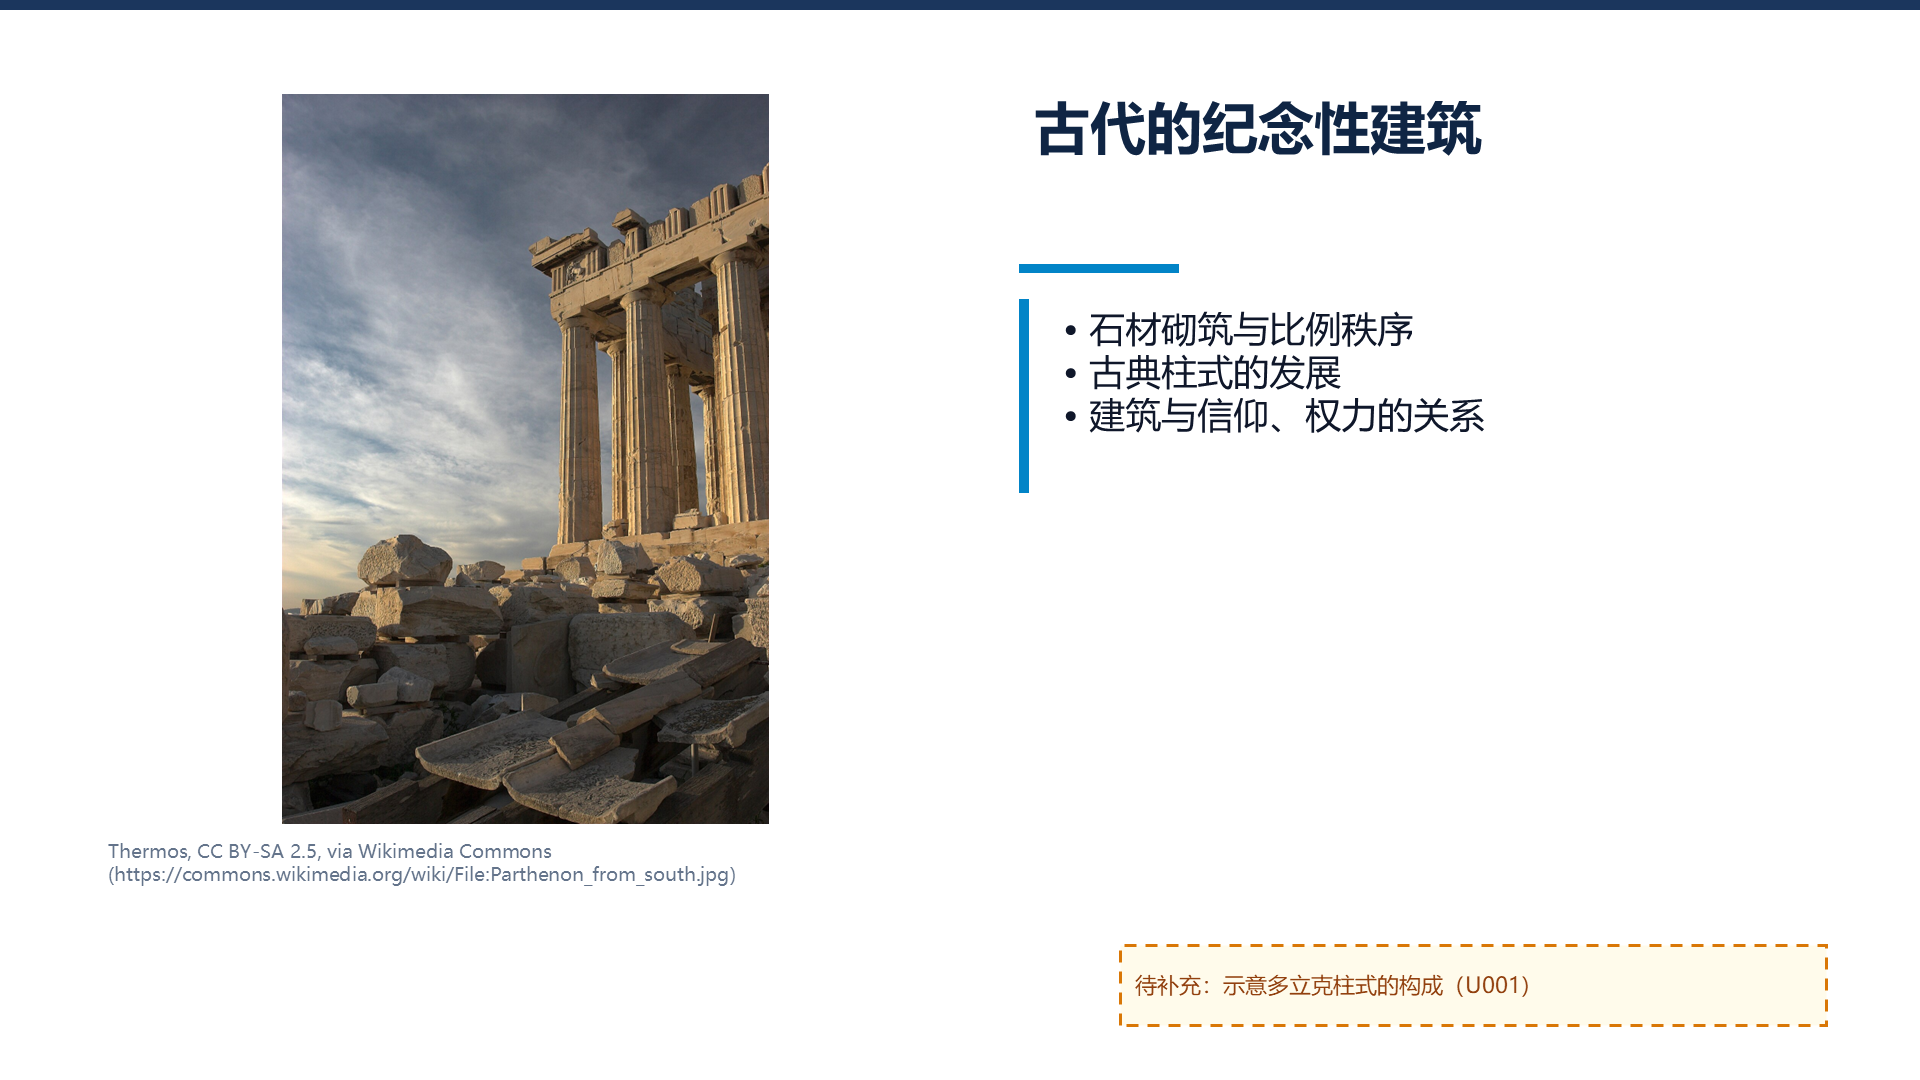 古代的纪念性建筑
• 石材砌筑与比例秩序
• 古典柱式的发展
• 建筑与信仰、权力的关系
Thermos, CC BY-SA 2.5, via Wikimedia Commons
(https://commons.wikimedia.org/wiki/File:Parthenon_from_south.jpg)
待补充：示意多立克柱式的构成（U001）